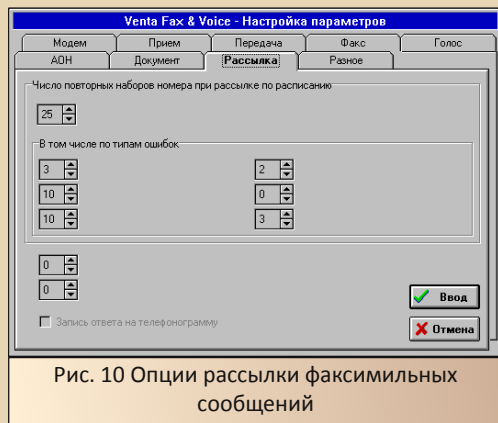 Venta Fax & Voice - Настройка параметров
Модем Прием Передача Факс Голос
АОН Документ Рассылка Разное
Число повторных наборов номера при рассылке по расписанию
25
В том числе по типам ошибок
3 2
10 0
10 3
0
0
Ввод
Запись ответа на телефонограмму
Отмена
Рис. 10 Опции рассылки факсимильных
сообщений